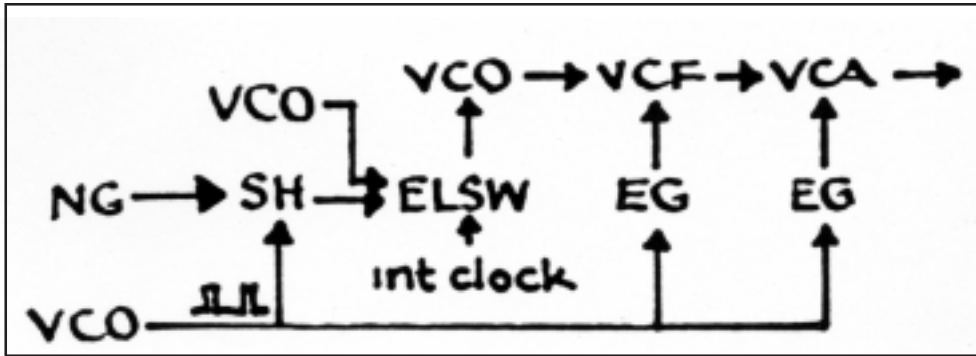 VCO VCF VCA
VCO
NG SH ELSW EG EG
int clock
VCO